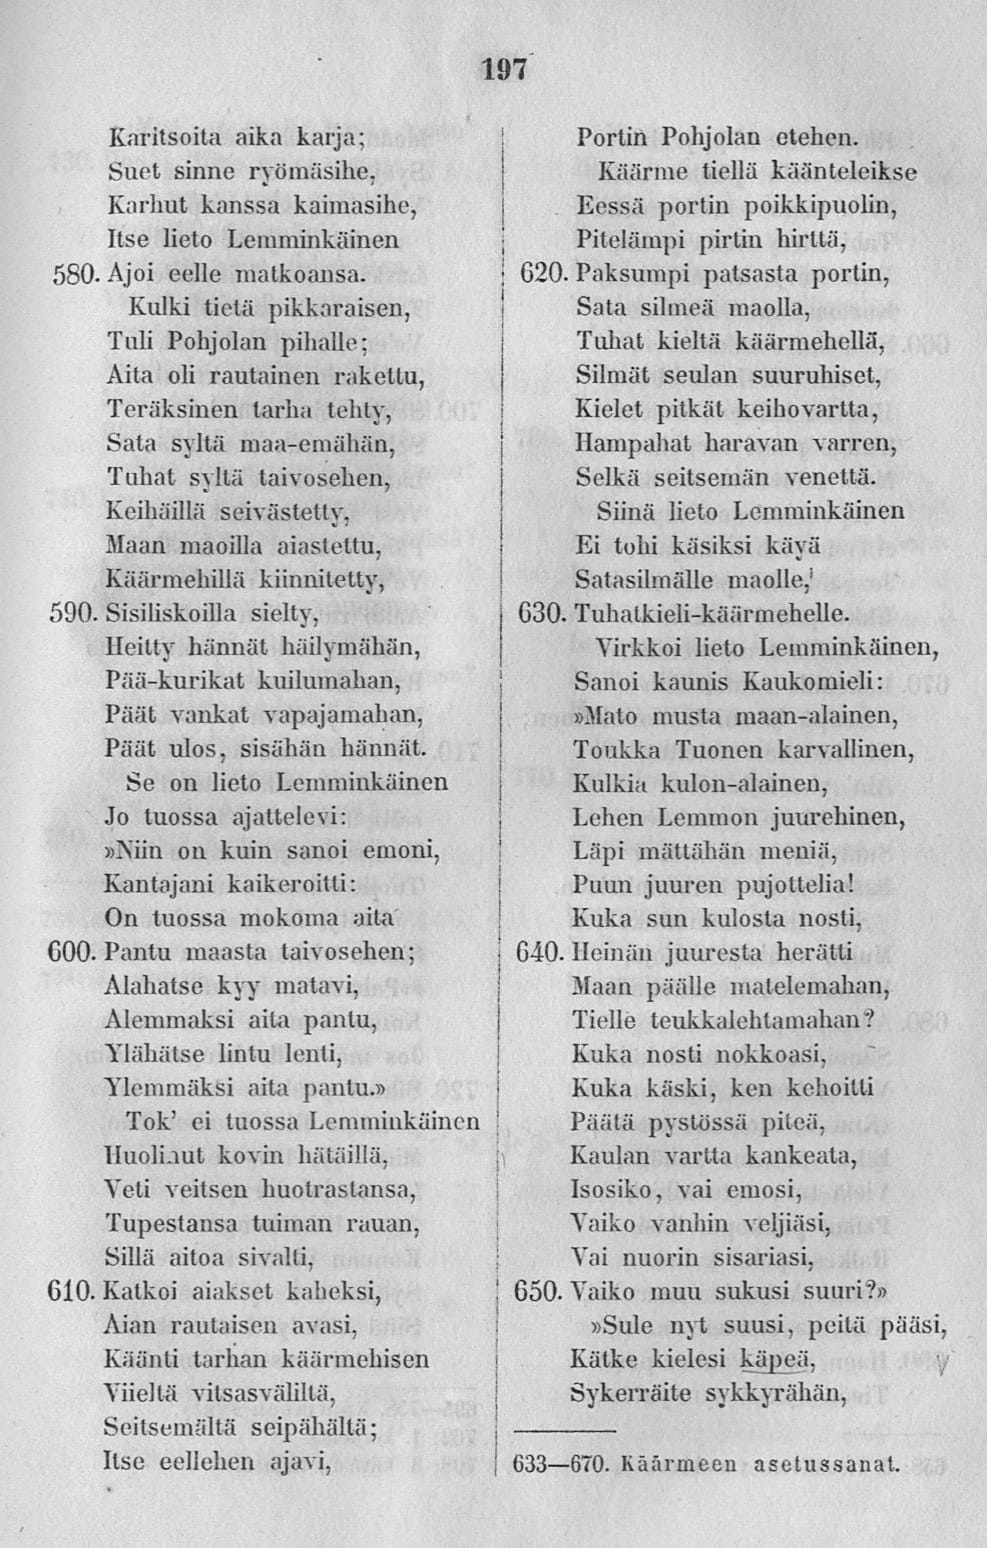 197
Karitsoita aika karja;
Suet sinne ryömäsihe,
Karhut kanssa kaimasihe,
Itse lieto Lemminkäinen
580. Ajoi eelle matkoansa.
Kulki tietä pikkaraisen,
Tuli Pohjolan pihalle;
Aita oli rautainen rakettu,
Teräksinen tarha tehty,
Sata syltä maa-emähän,
Tuhat syltä taivosehen,
Keihäillä seivästetty,
Maan maoilla aiastettu,
Käärmehillä kiinnitetty,
590. Sisiliskoilla sielty,
Heitty hännät häilymähän,
Pää-kurikat kuilumahan,
Päät vankat vapajamahan,
Päät ulos, sisähän hännät.
Se on lieto Lemminkäinen
Jo tuossa ajattelevi:
»Niin on kuin sanoi emoni,
Kantajani kaikeroitti:
On tuossa mokoma aita
600. Pantu maasta taivosehen;
Alahatse kyy matavi,
Alemmaksi aita pantu,
Ylähätse lintu lenti,
Ylemmäksi aita pantu.»
Tok' ei tuossa Lemminkäinen
Huolinut kovin hätäillä,
Veti veitsen huotrastansa,
Tupestansa tuiman rauan,
Sillä aitoa sivalti,
610. Katkoi aiakset kaheksi,
Aian rautaisen avasi,
Käänti tarhan käärmehisen
Viieltä vitsasväliltä,
Seitsemältä seipähältä;
Itse eellehen ajavi,
Portin Pohjolan etehen.
Käärme tiellä käänteleikse
Eessä portin poikkipuolin,
Pitelämpi pirtin hirttä,
620. Paksumpi patsasta portin,
Sata silmeä maolla,
Tuhat kieltä käärmehellä,
Silmät seulan suuruhiset,
Kielet pitkät keihovartta,
Hampahat haravan varren,
Selkä seitsemän venettä.
Siinä lieto Lemminkäinen
Ei tohi käsiksi käyä
Satasilmälle maolle,
630. Tuhatkieli-käärmehelle.
Virkkoi lieto Lemminkäinen,
Sanoi kaunis Kaukomieli:
»Mato musta maan-alainen,
Toukka Tuonen karvallinen,
Kulkia kulon-alainen,
Lehen Lemmon juurehinen,
Läpi mättähän meniä,
Puun juuren pujottelia!
Kuka sun kulosta nosti,
640. Heinän juuresta herätti
Maan päälle matelemahan,
Tielle teukkalehtamahan?
Kuka nosti nokkoasi,
Kuka käski, ken kehoitti
Päätä pystössä piteä,
Kaulan vartta kankeata,
Isosiko, vai emosi,
Vaiko vanhin veljiäsi,
Vai nuorin sisariasi,
650. Vaiko muu sukusi suuri?»
»Sule nyt suusi, peitä pääsi,
Kätke kielesi käpeä,
Sykerräite sykkyrähän,
633—670. Käärmeen asetussanat.